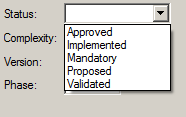 Status:
Approved
Complexity:
Implemented
Mandatory
Version:
Proposed
Phase:
Validated